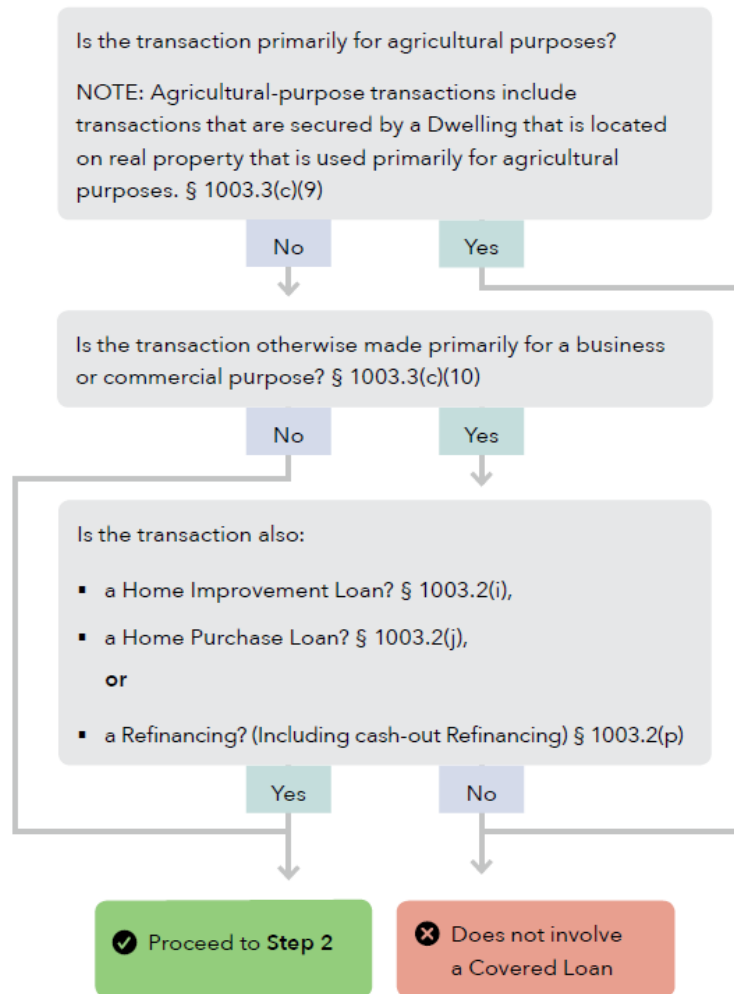 Is the transaction primarily for agricultural purposes?
NOTE: Agricultural-purpose transactions include
transactions that are secured by a Dwelling that is located
on real property that is used primarily for agricultural
purposes. § 1003.3(c)(9)
No
Yes
Is the transaction otherwise made primarily for a business
or commercial purpose? § 1003.3(c)(10)
No
Yes
Is the transaction also:
▪ a Home Improvement Loan? § 1003.2(i),
▪ a Home Purchase Loan? § 1003.2(j),
or
▪ a Refinancing? (Including cash-out Refinancing) § 1003.2(p)
Yes
No
Proceed to Step 2
Does not involve
a Covered Loan